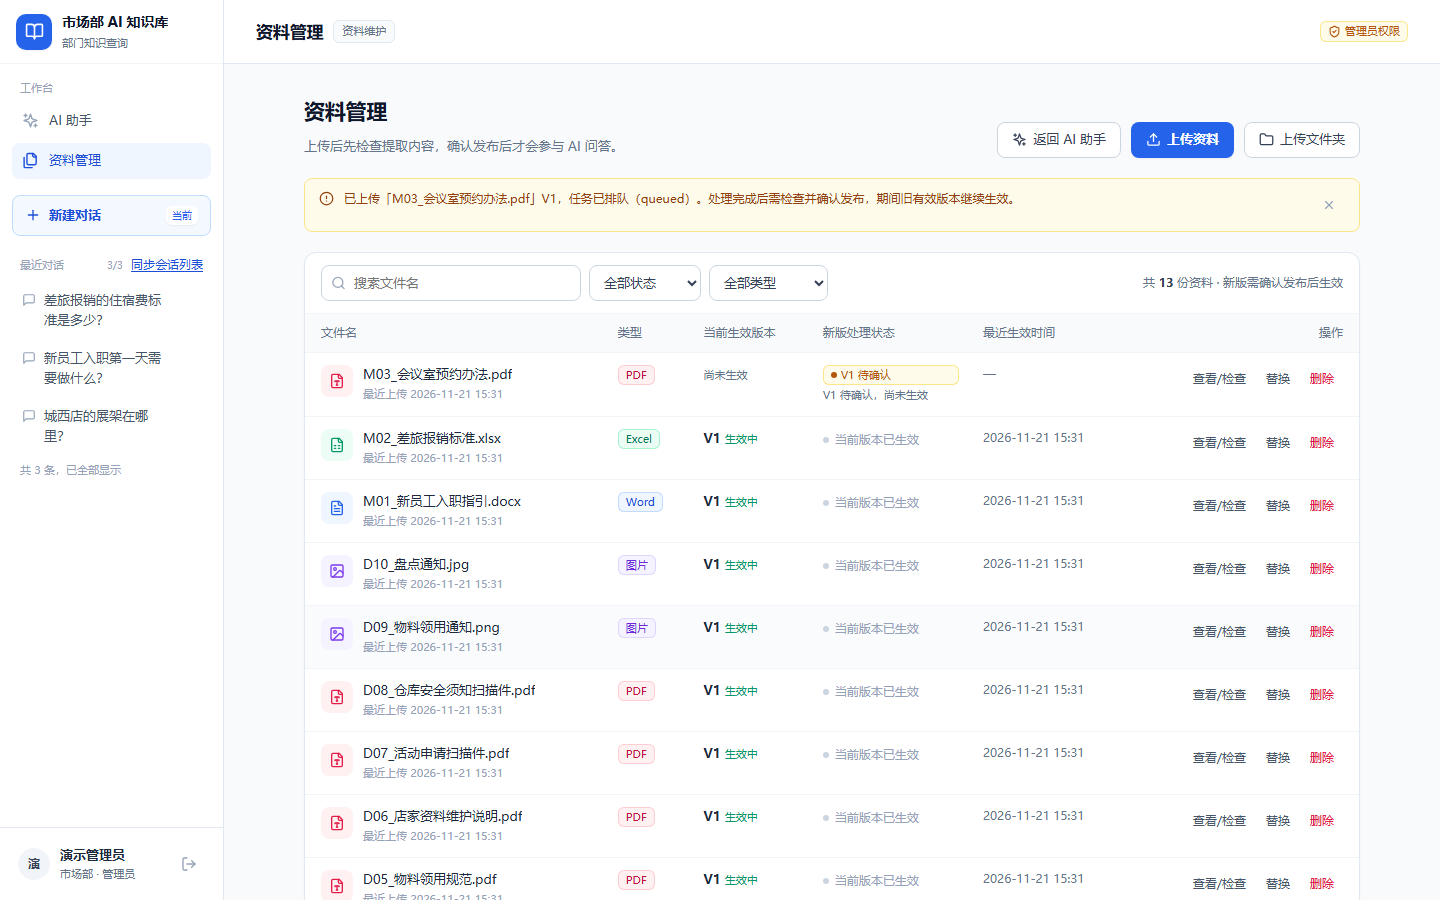 市场部 AI 知识库
部门知识查询
工作台
AI 助手
资料管理
新建对话 当前
最近对话 3/3 同步会话列表
差旅报销的住宿费标
准是多少?
新员工入职第一天需
要做什么?
城西店的展架在哪
里?
共 3 条，已全部显示
演 演示管理员
市场部 · 管理员
资料管理 资料维护
管理员权限
资料管理
上传后先检查提取内容，确认发布后才会参与 AI 问答。
返回 AI 助手 上传资料 上传文件夹
已上传「M03_会议室预约办法.pdf」V1，任务已排队（queued）。处理完成后需检查并确认发布，期间旧有效版本继续生效。
搜索文件名 全部状态 全部类型 共 13 份资料 · 新版需确认发布后生效
文件名 类型 当前生效版本 新版处理状态 最近生效时间 操作
M03_会议室预约办法.pdf PDF 尚未生效 V1 待确认 — 查看/检查 替换 删除
最近上传 2026-11-21 15:31 V1 待确认，尚未生效
M02_差旅报销标准.xlsx Excel V1 生效中 当前版本已生效 2026-11-21 15:31 查看/检查 替换 删除
最近上传 2026-11-21 15:31
M01_新员工入职指引.docx Word V1 生效中 当前版本已生效 2026-11-21 15:31 查看/检查 替换 删除
最近上传 2026-11-21 15:31
D10_盘点通知.jpg 图片 V1 生效中 当前版本已生效 2026-11-21 15:31 查看/检查 替换 删除
最近上传 2026-11-21 15:31
D09_物料领用通知.png 图片 V1 生效中 当前版本已生效 2026-11-21 15:31 查看/检查 替换 删除
最近上传 2026-11-21 15:31
D08_仓库安全须知扫描件.pdf PDF V1 生效中 当前版本已生效 2026-11-21 15:31 查看/检查 替换 删除
最近上传 2026-11-21 15:31
D07_活动申请扫描件.pdf PDF V1 生效中 当前版本已生效 2026-11-21 15:31 查看/检查 替换 删除
最近上传 2026-11-21 15:31
D06_店家资料维护说明.pdf PDF V1 生效中 当前版本已生效 2026-11-21 15:31 查看/检查 替换 删除
最近上传 2026-11-21 15:31
D05_物料领用规范.pdf PDF V1 生效中 当前版本已生效 2026-11-21 15:31 查看/检查 替换 删除
最近上传 2026-11-21 15:31